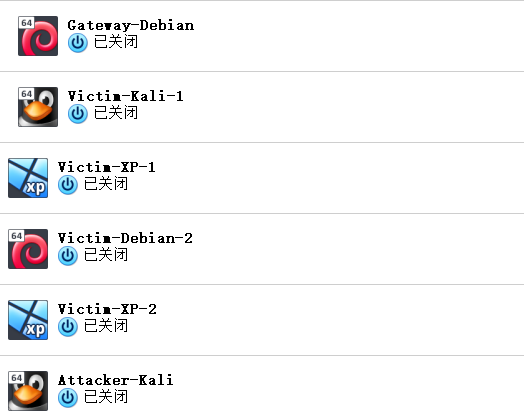 64
Gateway-Debian
已关闭
64
Victim-Kali-1
已关闭
xp
Victim-XP-1
已关闭
64
Victim-Debian-2
已关闭
xp
Victim-XP-2
已关闭
64
Attacker-Kali
已关闭